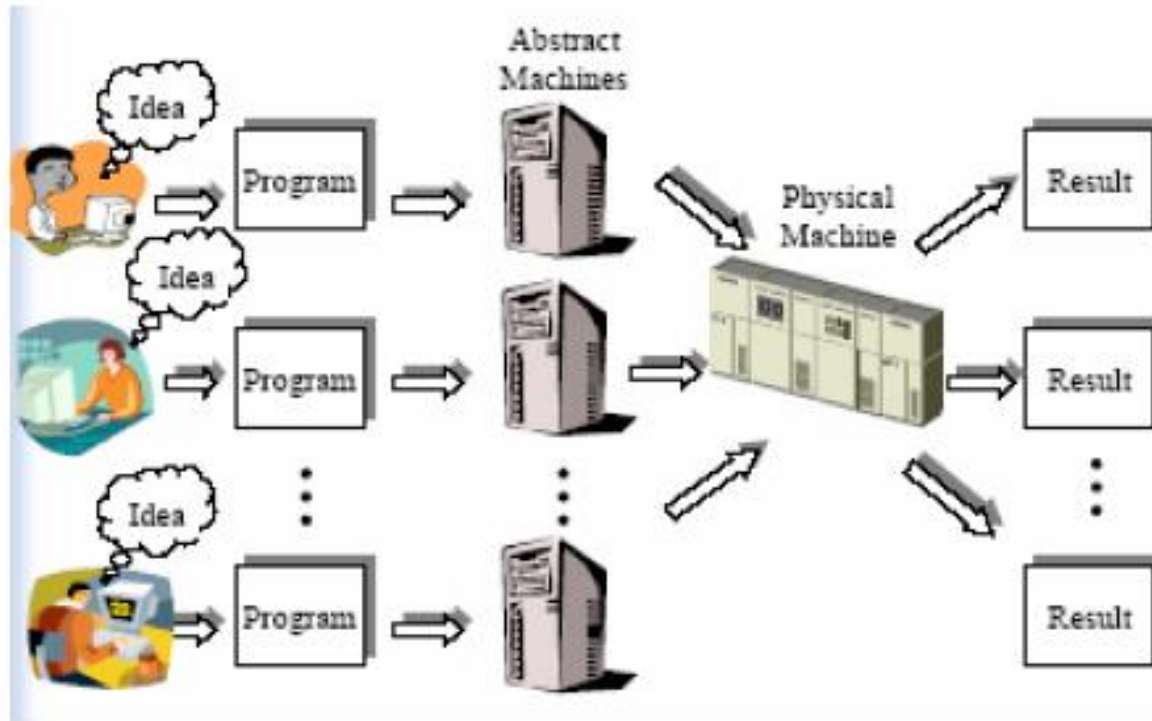 Abstract
Machines
Idea
Program
Physical
Machine
Result
Idea
Program
Result
Idea
Program
Result